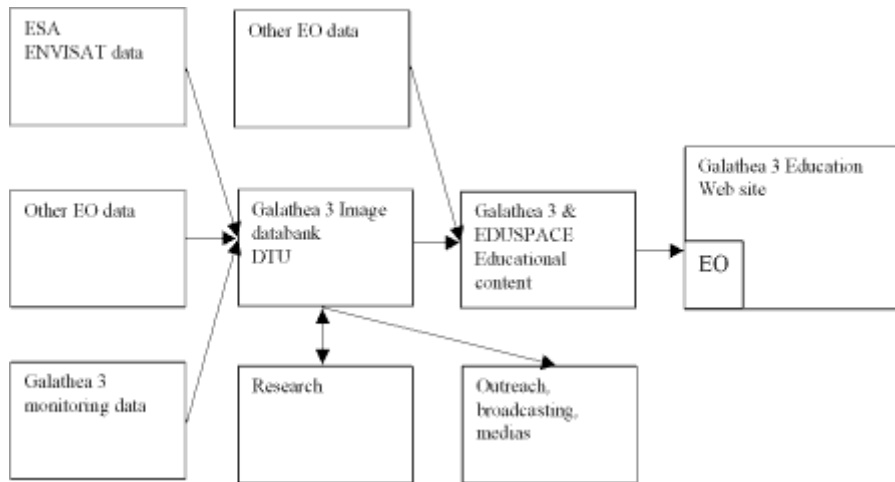 ESA
ENVISAT data
Other EO data
Other EO data
Galathea 3 Image
databank
DTU
Galathea 3 &
EDUSPACE
Educational
content
Galathea 3 Education
Web site
EO
Galathea 3
monitoring data
Research
Outreach,
broadcasting,
medias